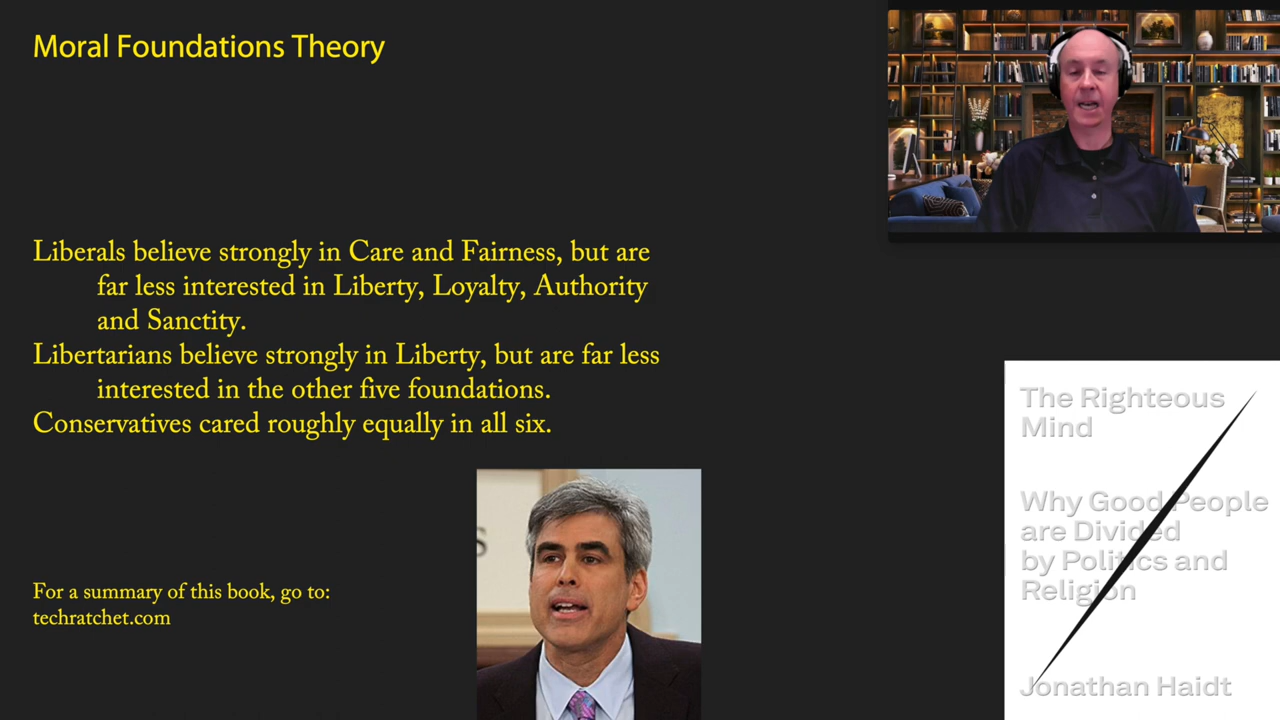 Moral Foundations Theory
Liberals believe strongly in Care and Fairness, but are
far less interested in Liberty, Loyalty, Authority
and Sanctity.
Libertarians believe strongly in Liberty, but are far less
interested in the other five foundations.
Conservatives cared roughly equally in all six.
For a summary of this book, go to:
techratchet.com
S
The Righteous
Mind
Why Good People
are Divided
by Politics and
Religion
Jonathan Haidt